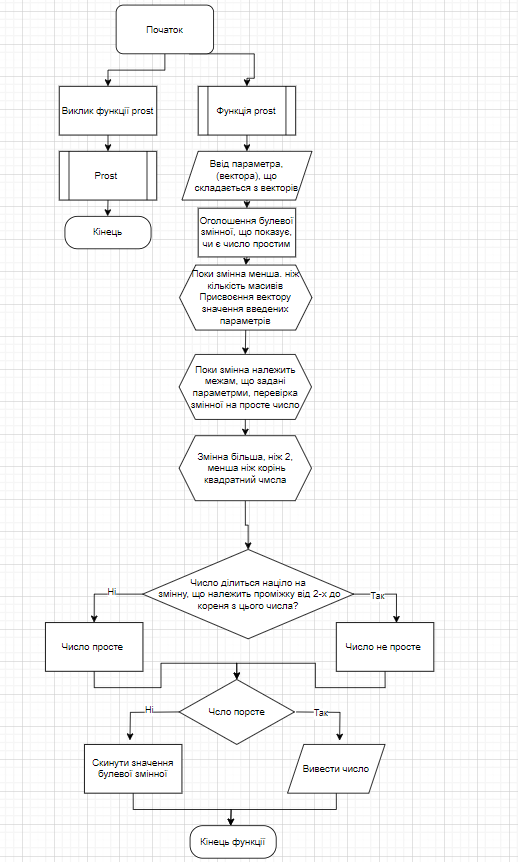 Початок
Виклик функції prost
Функція prost
Prost
Ввід параметра,
(вектора), що
складається з векторів
Кінець
Оголошення булевої
змінної, що показує,
чи є число простим
Поки змінна менша. ніж
кількість масивів
Присвоєння вектору
значення введених
параметрів
Поки змінна належить
межам, що задані
параметрми, перевірка
змінної на просте число
Змінна більша, ніж 2,
менша ніж корінь
квадратний чмсла
Число ділиться націло на
змінну, що належить проміжку від 2-х до
кореня з цього числа?
Ні
Так
Число просте
Число не просте
Чсло порсте
Ні
Так
Скинути значення
булевої змінної
Вивести число
Кінець функції